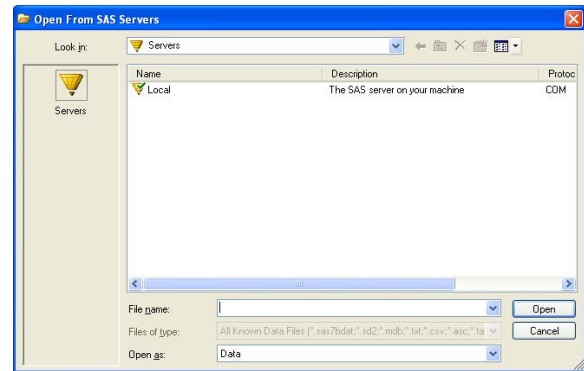 Open From SAS Servers
Look in:
Servers
Servers
Name Description Protoc
Local The SAS server on your machine COM
File name:
Open
Files of type: All Known Data Files (*.sas7bdat;*.sd2;*.mdb;*.txt;*.csv;*.asc;*.ta
Cancel
Open as: Data